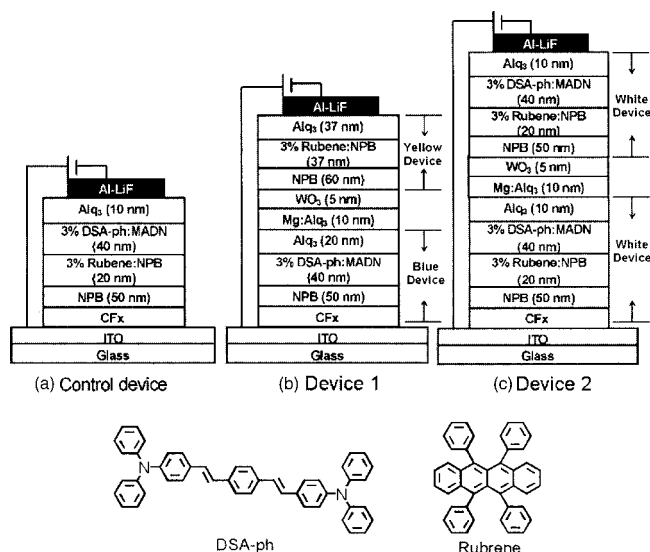 Al-LiF
Alq₃ (10 nm)
3% DSA-ph:MADN
(40 nm)
3% Rubene:NPB
(20 nm)
NPB (50 nm)
CFx
ITO
Glass
(a) Control device
Al-LiF
Alq₃ (37 nm)
3% Rubene:NPB
(37 nm)
NPB (60 nm)
WO₃ (5 nm)
Mg:Alq₃ (10 nm)
Alq₃ (20 nm)
3% DSA-ph:MADN
(40 nm)
NPB (50 nm)
CFx
ITO
Glass
Yellow
Device
Blue
Device
(b) Device 1
Al-LiF
Alq₃ (10 nm)
3% DSA-ph:MADN
(40 nm)
3% Rubene:NPB
(20 nm)
NPB (50 nm)
WO₃ (5 nm)
Mg:Alq₃ (10 nm)
Alq₃ (10 nm)
3% DSA-ph:MADN
(40 nm)
3% Rubene:NPB
(20 nm)
NPB (50 nm)
CFx
ITO
Glass
White
Device
White
Device
(c) Device 2
N
N
DSA-ph
Rubrene